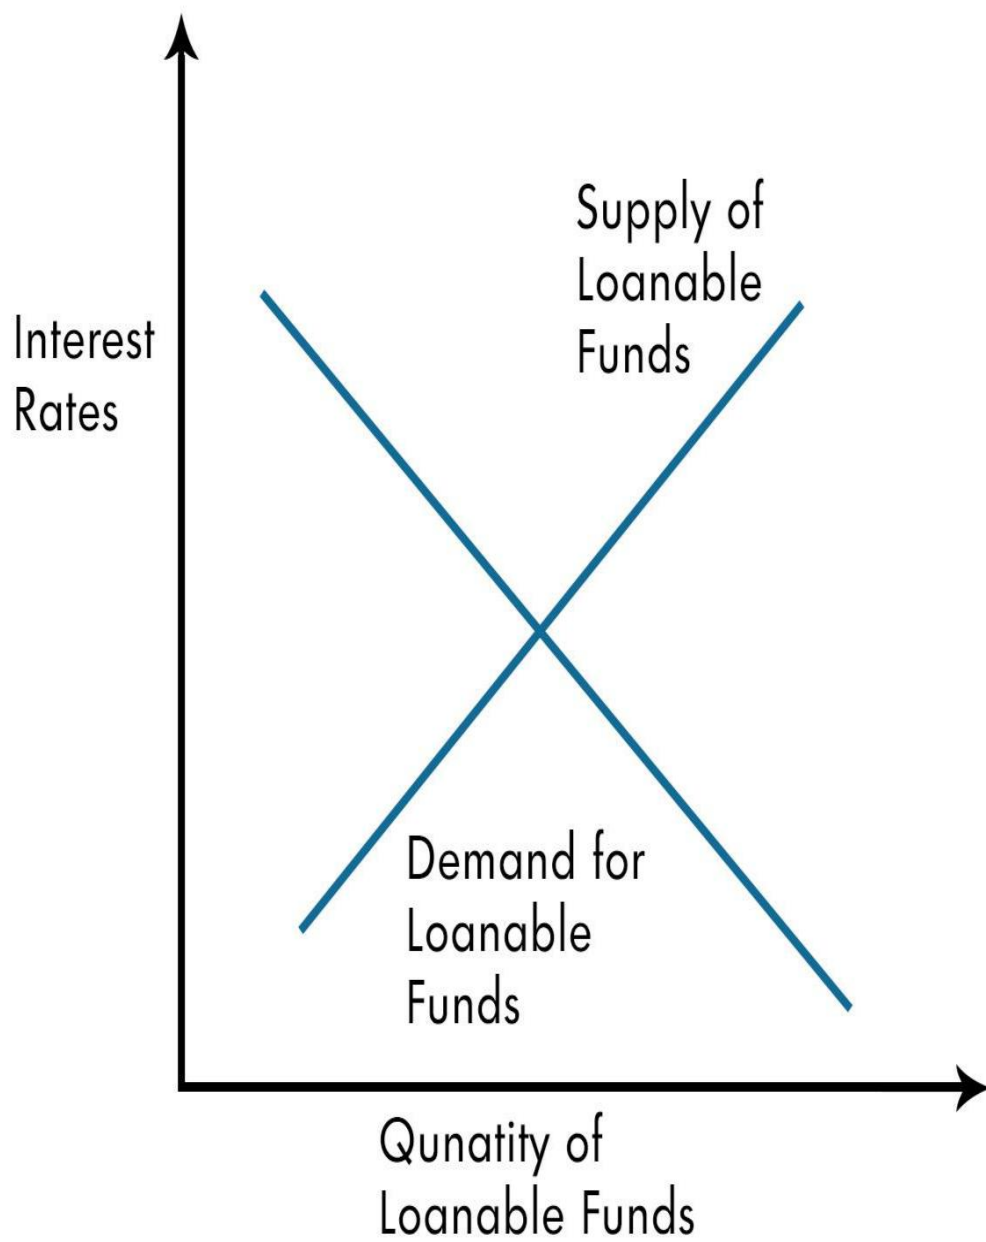 Supply of
Loanable
Funds
Interest
Rates
Demand for
Loanable
Funds
Qunatity of
Loanable Funds